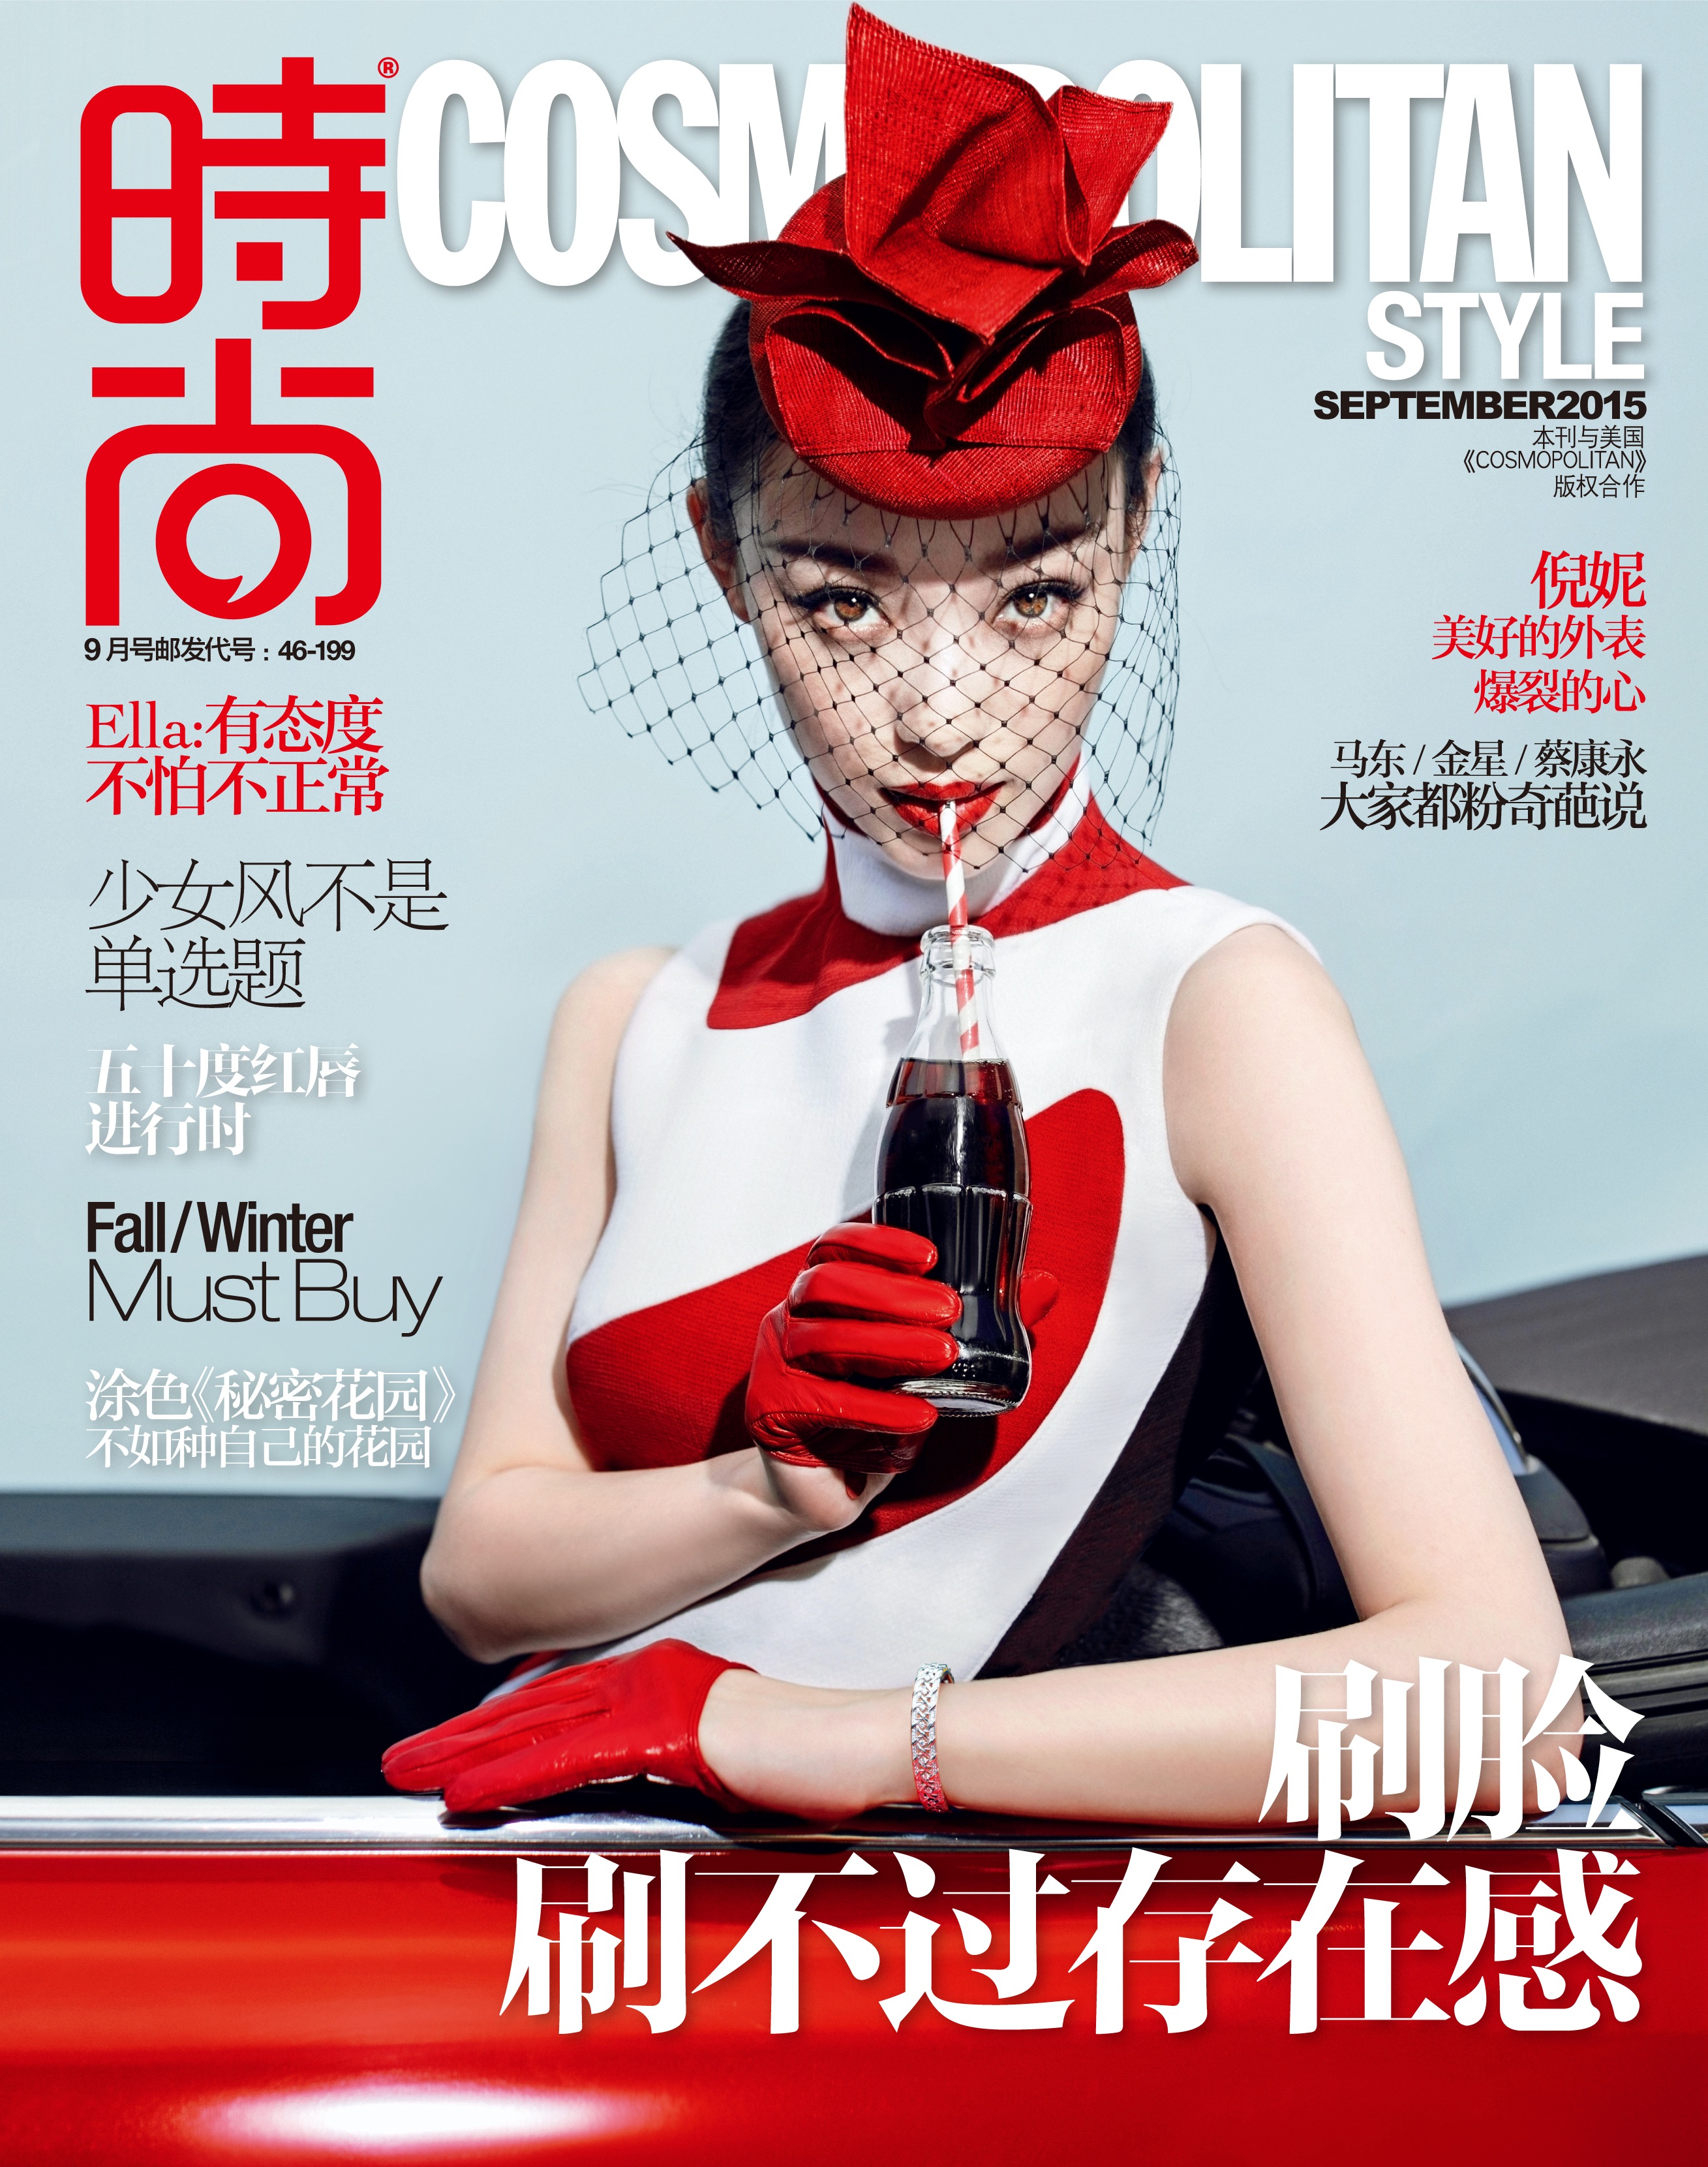 時尚®
COSMOPOLITAN
STYLE
SEPTEMBER2015
本刊与美国
《COSMOPOLITAN》
版权合作
9月号邮发代号：46-199
Ella:有态度
不怕不正常
少女风不是
单选题
五十度红唇
进行时
Fall/Winter
Must Buy
涂色《秘密花园》
不如种自己的花园
倪妮
美好的外表
爆裂的心
马东/金星/蔡康永
大家都粉奇葩说
刷脸
刷不过存在感